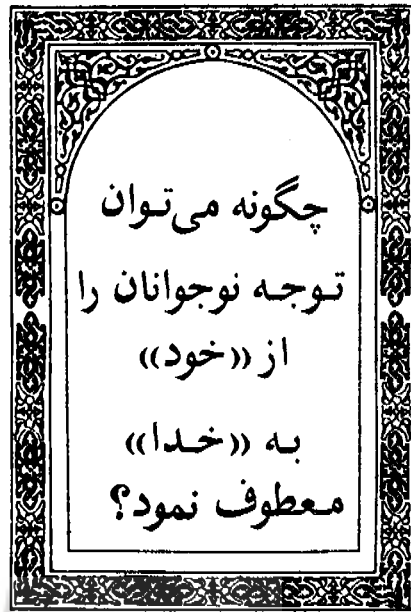 چگونه می‌توان
توجه نوجوانان را
از «خود»
به «خدا»
معطوف نمود؟